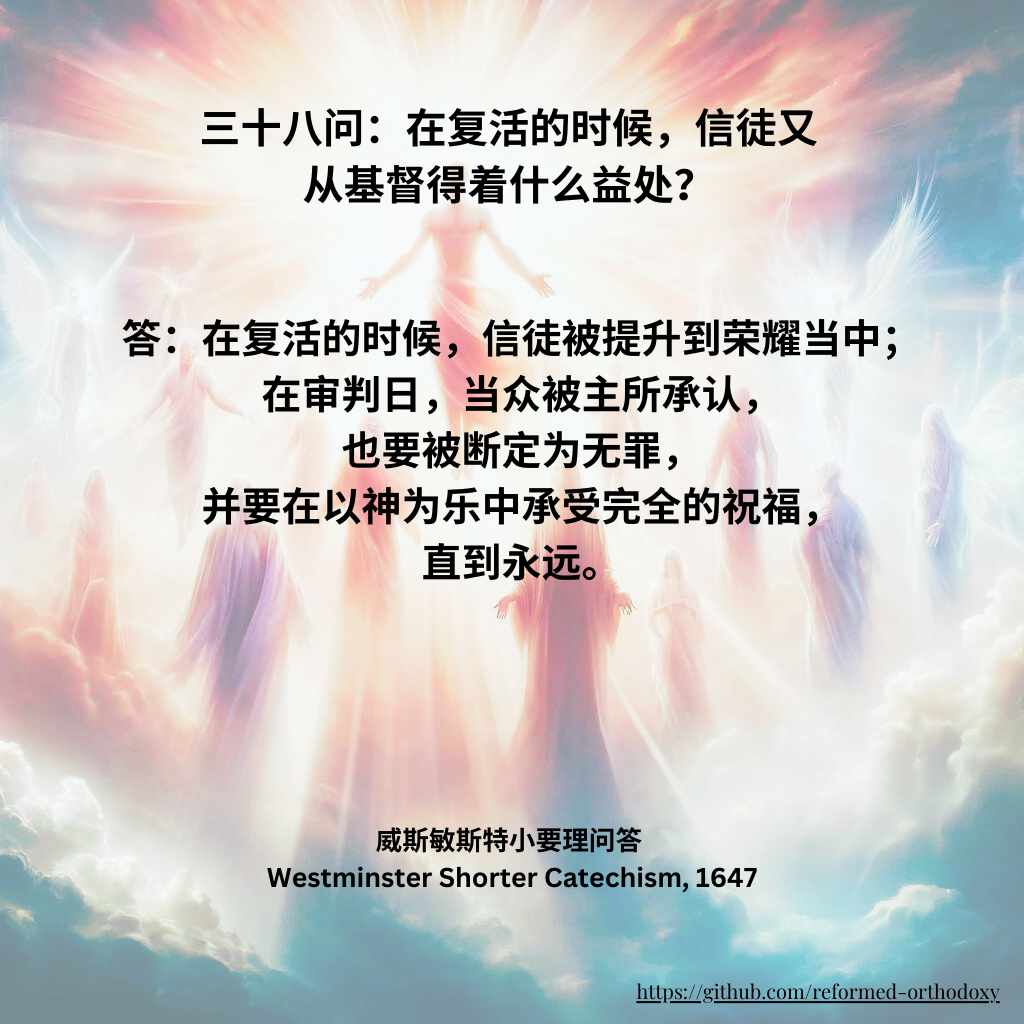 三十八问：在复活的时候，信徒又
从基督得着什么益处？
答：在复活的时候，信徒被提升到荣耀当中；
在审判日，当众被主所承认，
也要被断定为无罪，
并要在以神为乐中承受完全的祝福，
直到永远。
威斯敏斯特小要理问答
Westminster Shorter Catechism, 1647
https://github.com/reformed-orthodoxy